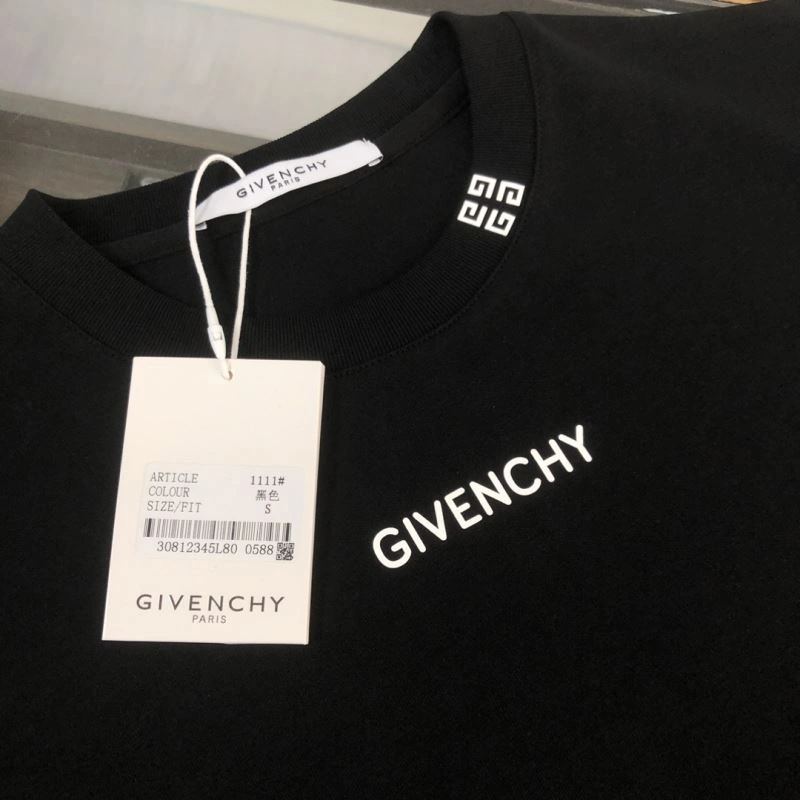 GIVENCHY
PARIS
GIVENCHY
ARTICLE 1111#
COLOUR 黑色
SIZE/FIT S
30812345L80 0588
GIVENCHY
PARIS